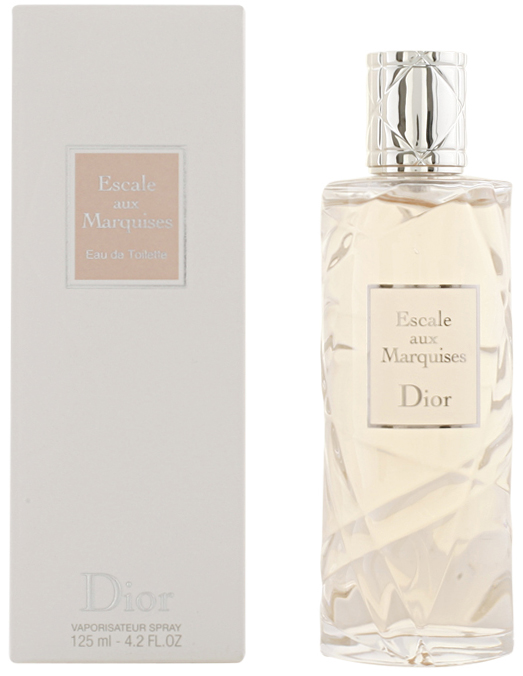 Escale
aux
Marquises
Eau de Toilette
Dior
VAPORISATEUR SPRAY
125 ml - 4.2 FL.OZ
Escale
aux
Marquises
Dior